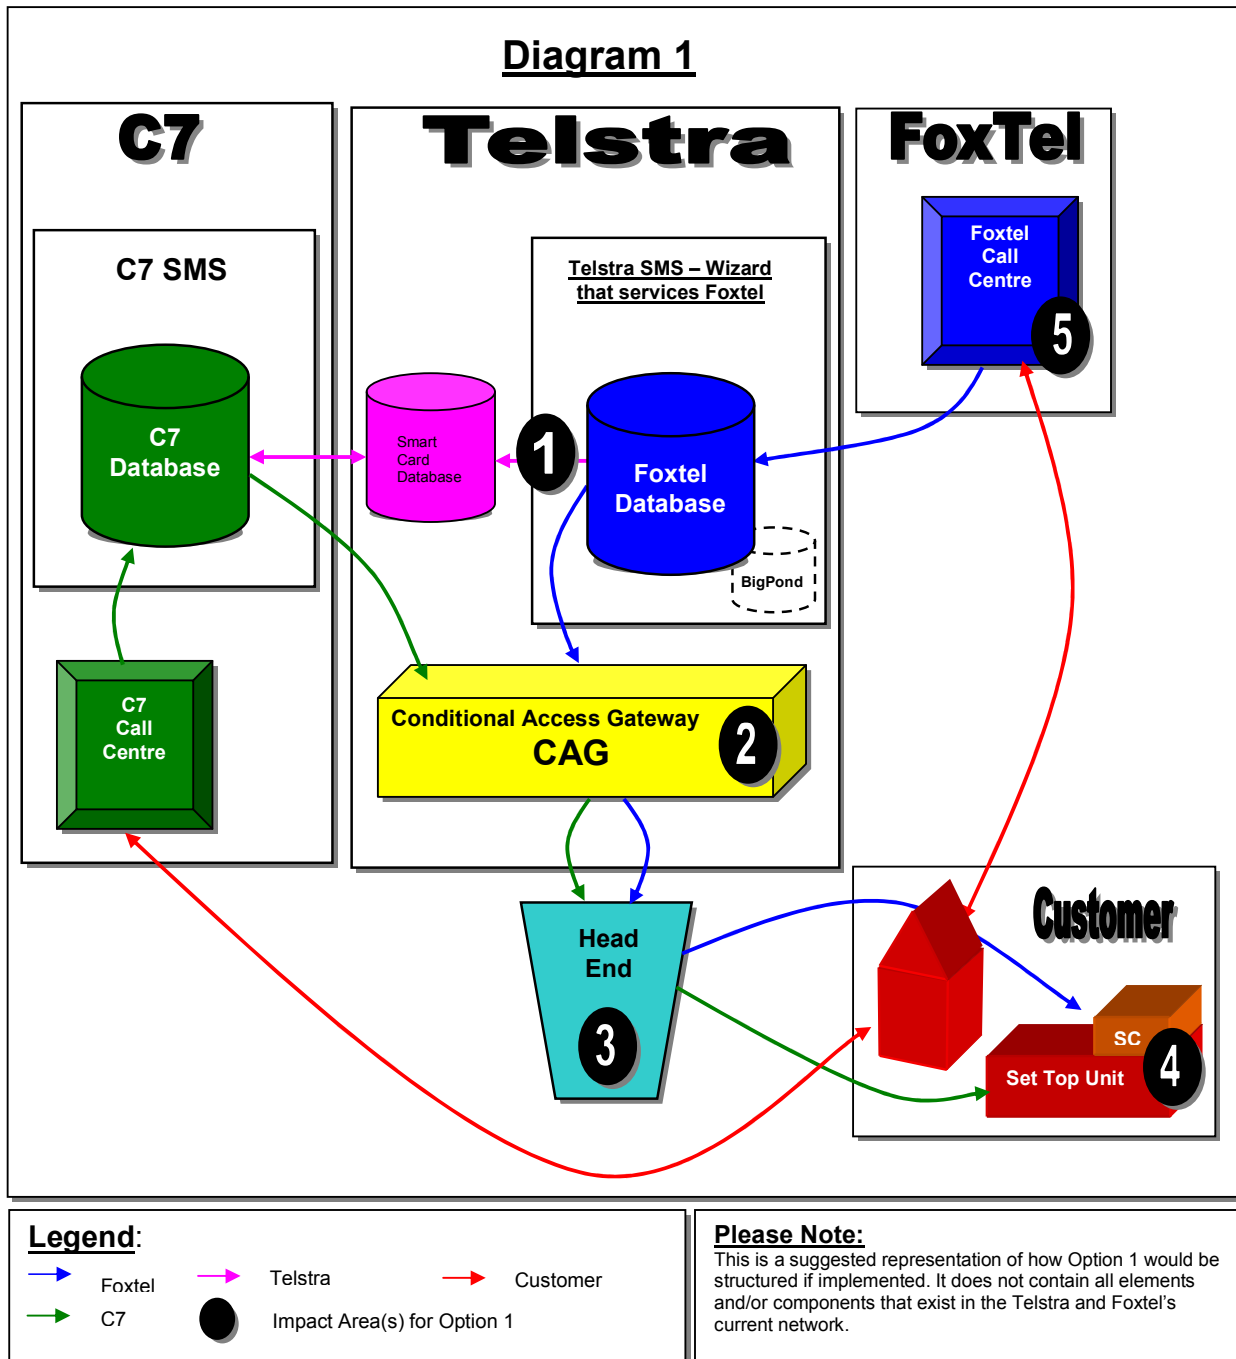 Diagram 1
C7
Telstra
FoxTel
C7 SMS
Telstra SMS – Wizard
that services Foxtel
Foxtel
Call
Centre
5
C7
Database
Smart
Card
Database
1
Foxtel
Database
BigPond
C7
Call
Centre
Conditional Access Gateway
CAG
2
Head
End
3
Customer
SC
Set Top Unit
4
Legend:
Foxtel
Telstra
Customer
C7
Impact Area(s) for Option 1
Please Note:
This is a suggested representation of how Option 1 would be
structured if implemented. It does not contain all elements
and/or components that exist in the Telstra and Foxtel's
current network.